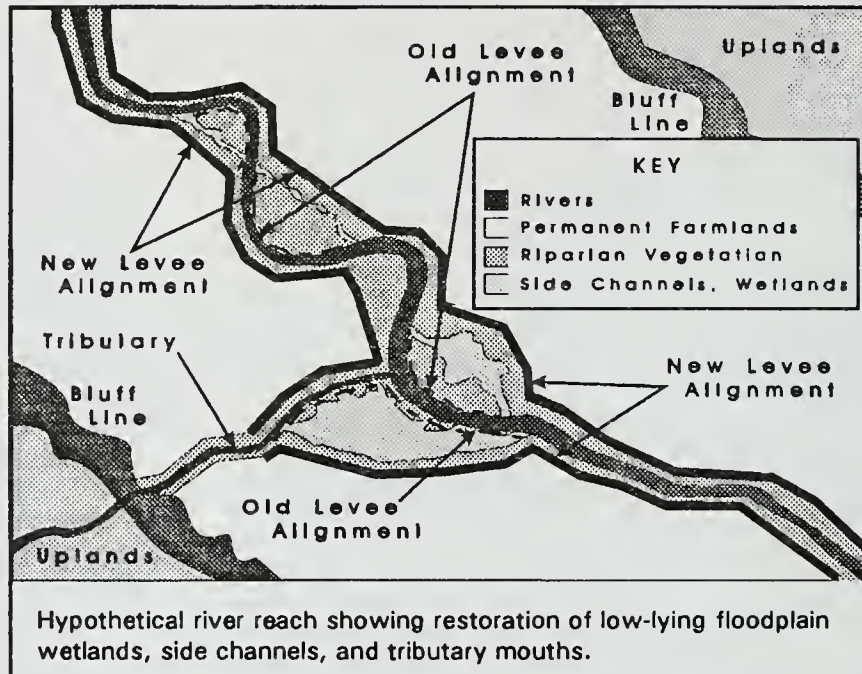 Old Levee
Alignment
Uplands
Bluff
Line
KEY
Rivers
Permanent Farmlands
Riparian Vegetation
Side Channels, Wetlands
New Levee
Alignment
Tributary
Bluff
Line
New Levee
Alignment
Old Levee
Alignment
Uplands
Hypothetical river reach showing restoration of low-lying floodplain
wetlands, side channels, and tributary mouths.